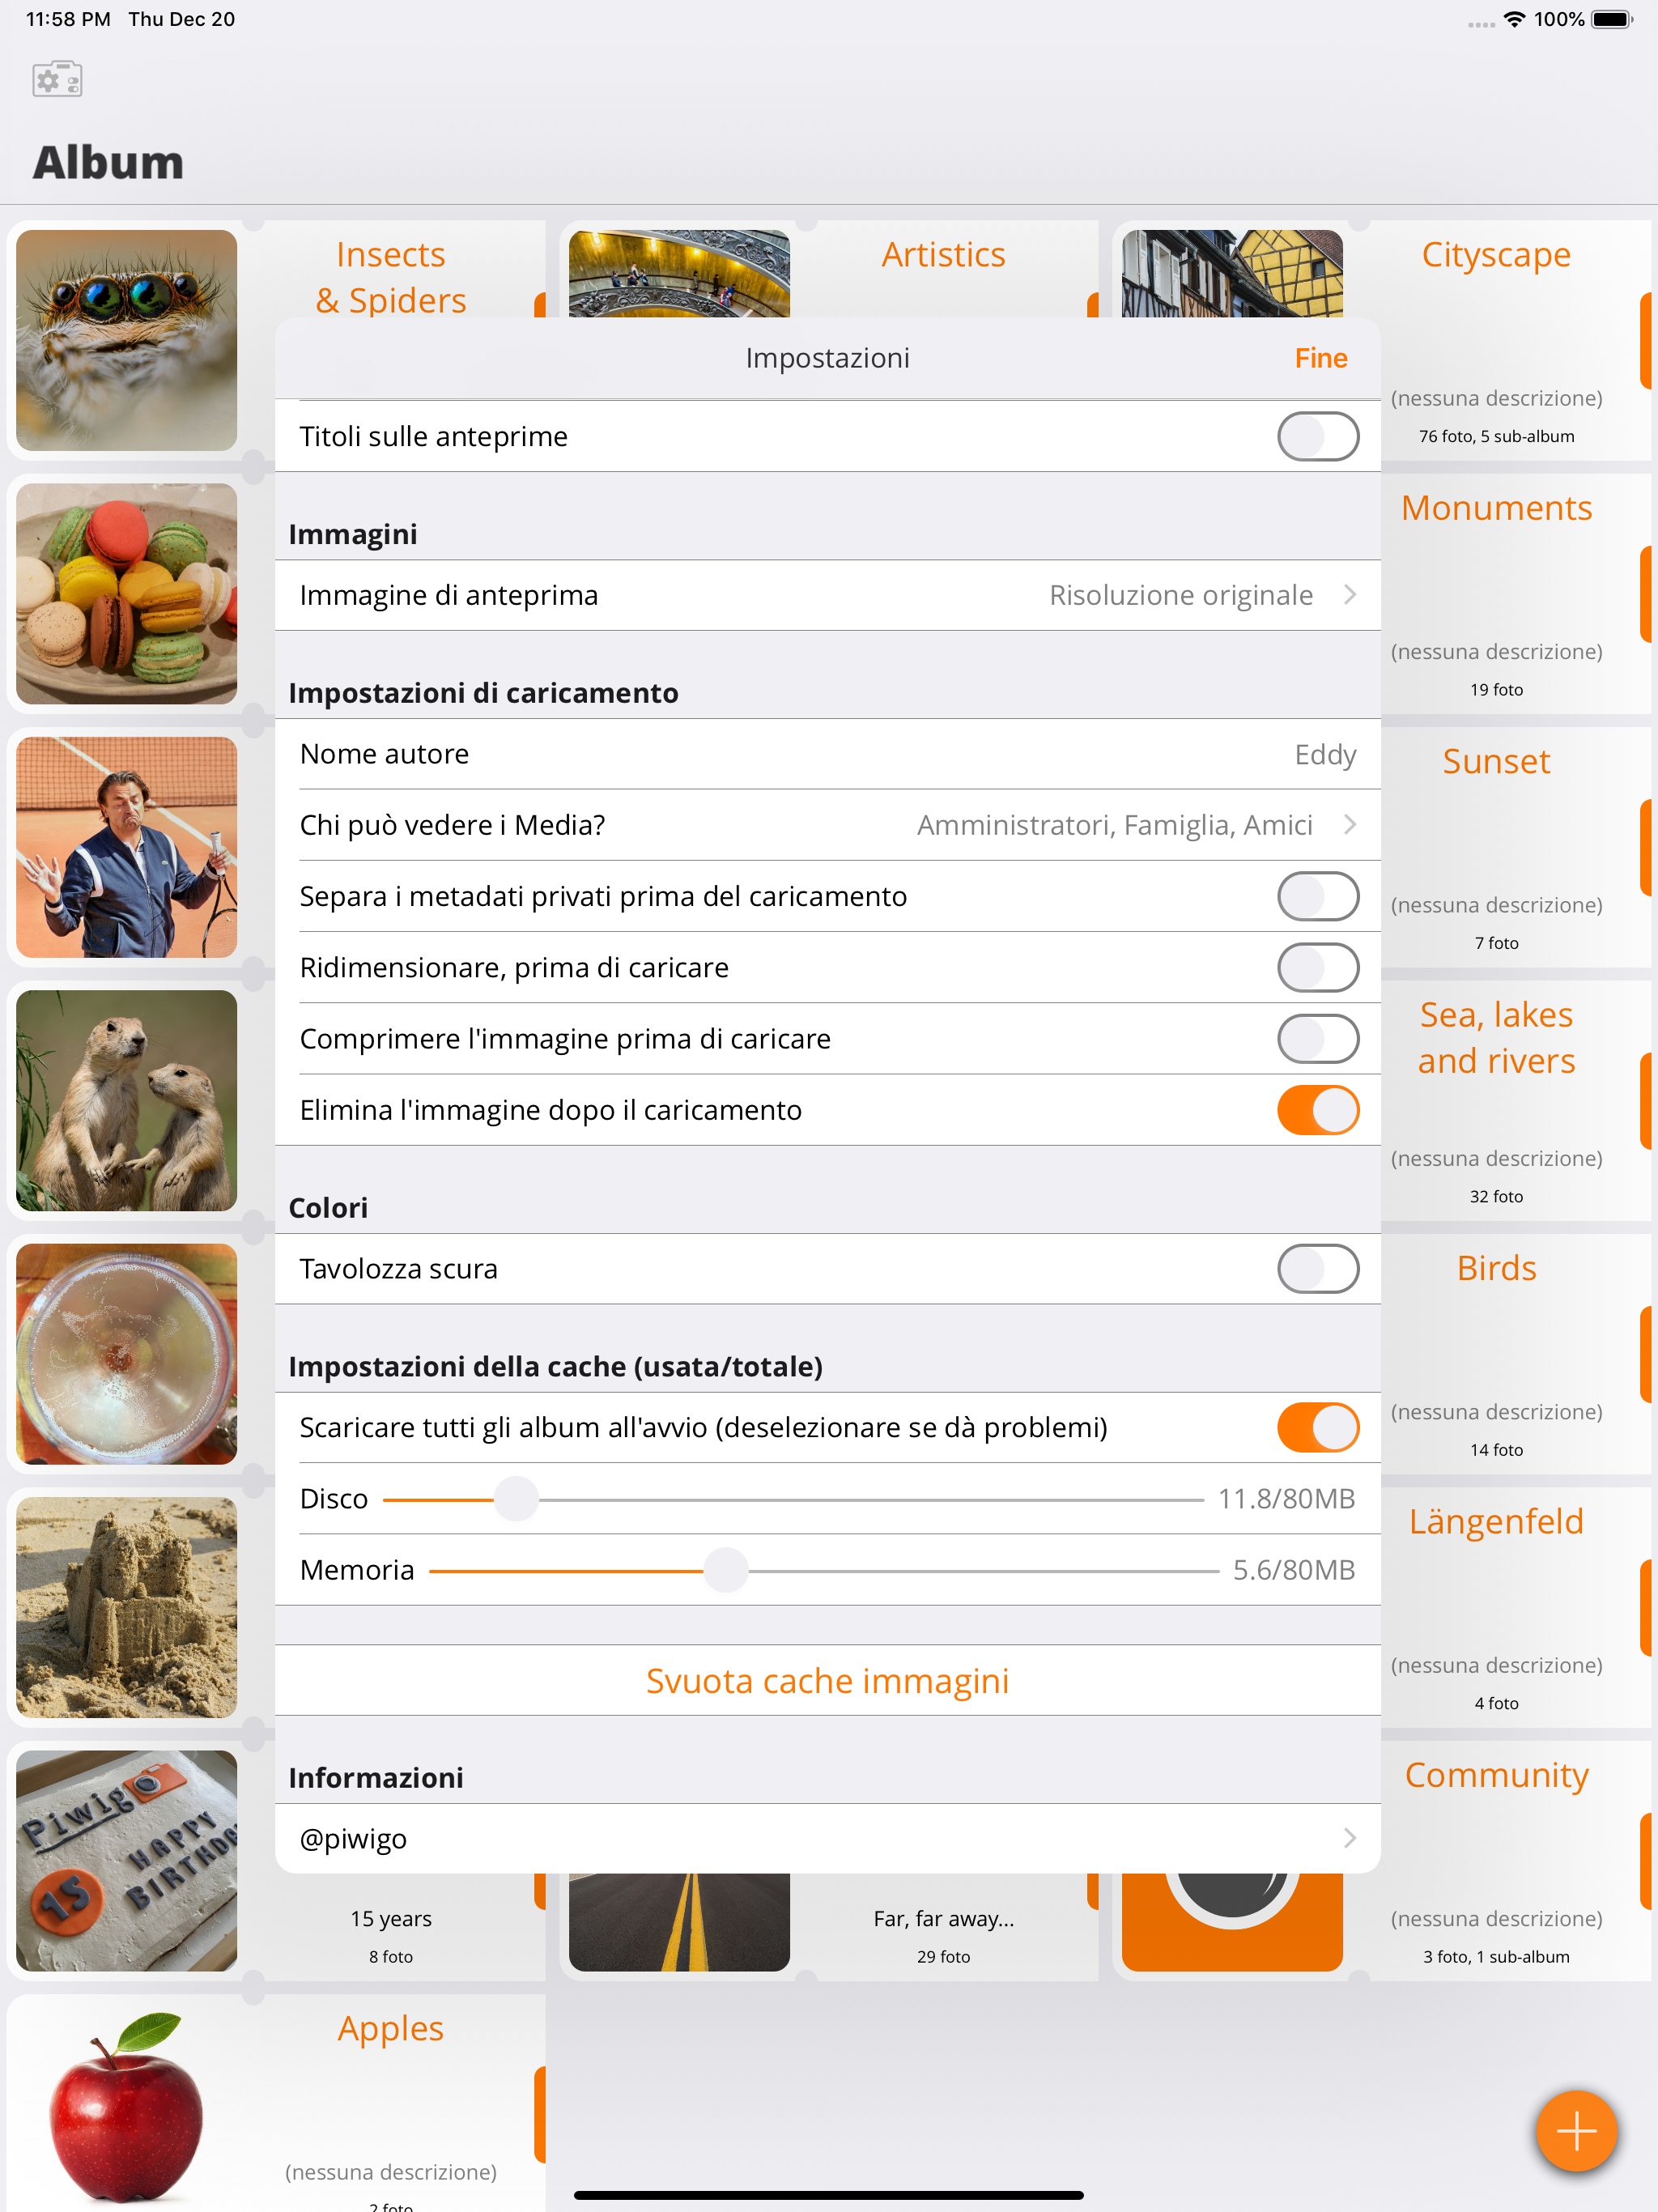 11:58 PM Thu Dec 20
100%
Album
Insects
& Spiders
Artistics
Cityscape
(nessuna descrizione)
76 foto, 5 sub-album
Monuments
(nessuna descrizione)
19 foto
Sunset
(nessuna descrizione)
7 foto
Sea, lakes
and rivers
(nessuna descrizione)
32 foto
Birds
(nessuna descrizione)
14 foto
Längenfeld
(nessuna descrizione)
4 foto
Community
(nessuna descrizione)
3 foto, 1 sub-album
Impostazioni
Fine
Titoli sulle anteprime
Immagini
Immagine di anteprima Risoluzione originale
Impostazioni di caricamento
Nome autore Eddy
Chi può vedere i Media? Amministratori, Famiglia, Amici
Separa i metadati privati prima del caricamento
Ridimensionare, prima di caricare
Comprimere l'immagine prima di caricare
Elimina l'immagine dopo il caricamento
Colori
Tavolozza scura
Impostazioni della cache (usata/totale)
Scaricare tutti gli album all'avvio (deselezionare se dà problemi)
Disco 11.8/80MB
Memoria 5.6/80MB
Svuota cache immagini
Informazioni
@piwigo
Piwigo
HAPPY
15
15 years
8 foto
Far, far away...
29 foto
Apples
(nessuna descrizione)
2 foto